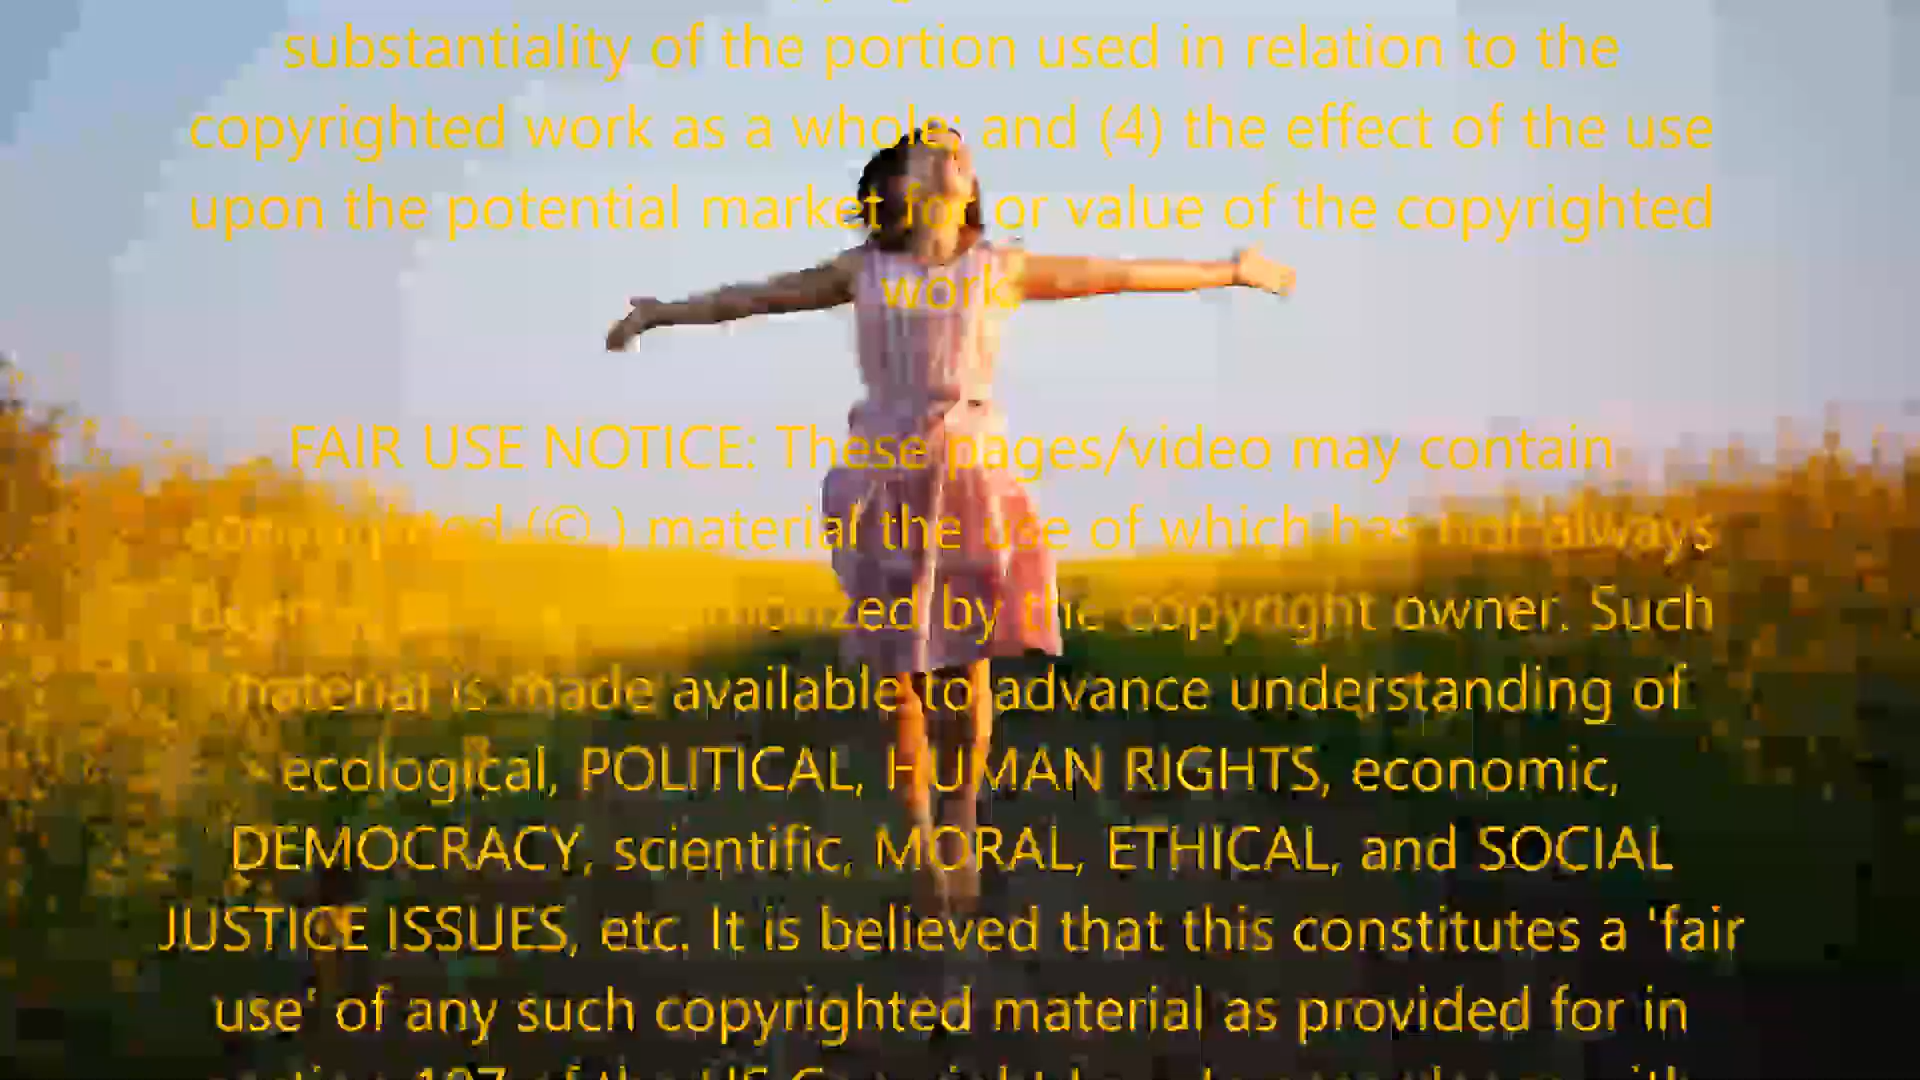 substantiality of the portion used in relation to the
copyrighted work as a whole; and (4) the effect of the use
upon the potential market for or value of the copyrighted
work.
FAIR USE NOTICE: These pages/video may contain
copyrighted (© ) material the use of which has not always
by the copyright owner. Such
material is made available to advance understanding of
ecological, POLITICAL, HUMAN RIGHTS, economic,
DEMOCRACY, scientific, MORAL, ETHICAL, and SOCIAL
JUSTICE ISSUES, etc. It is believed that this constitutes a 'fair
use' of any such copyrighted material as provided for in